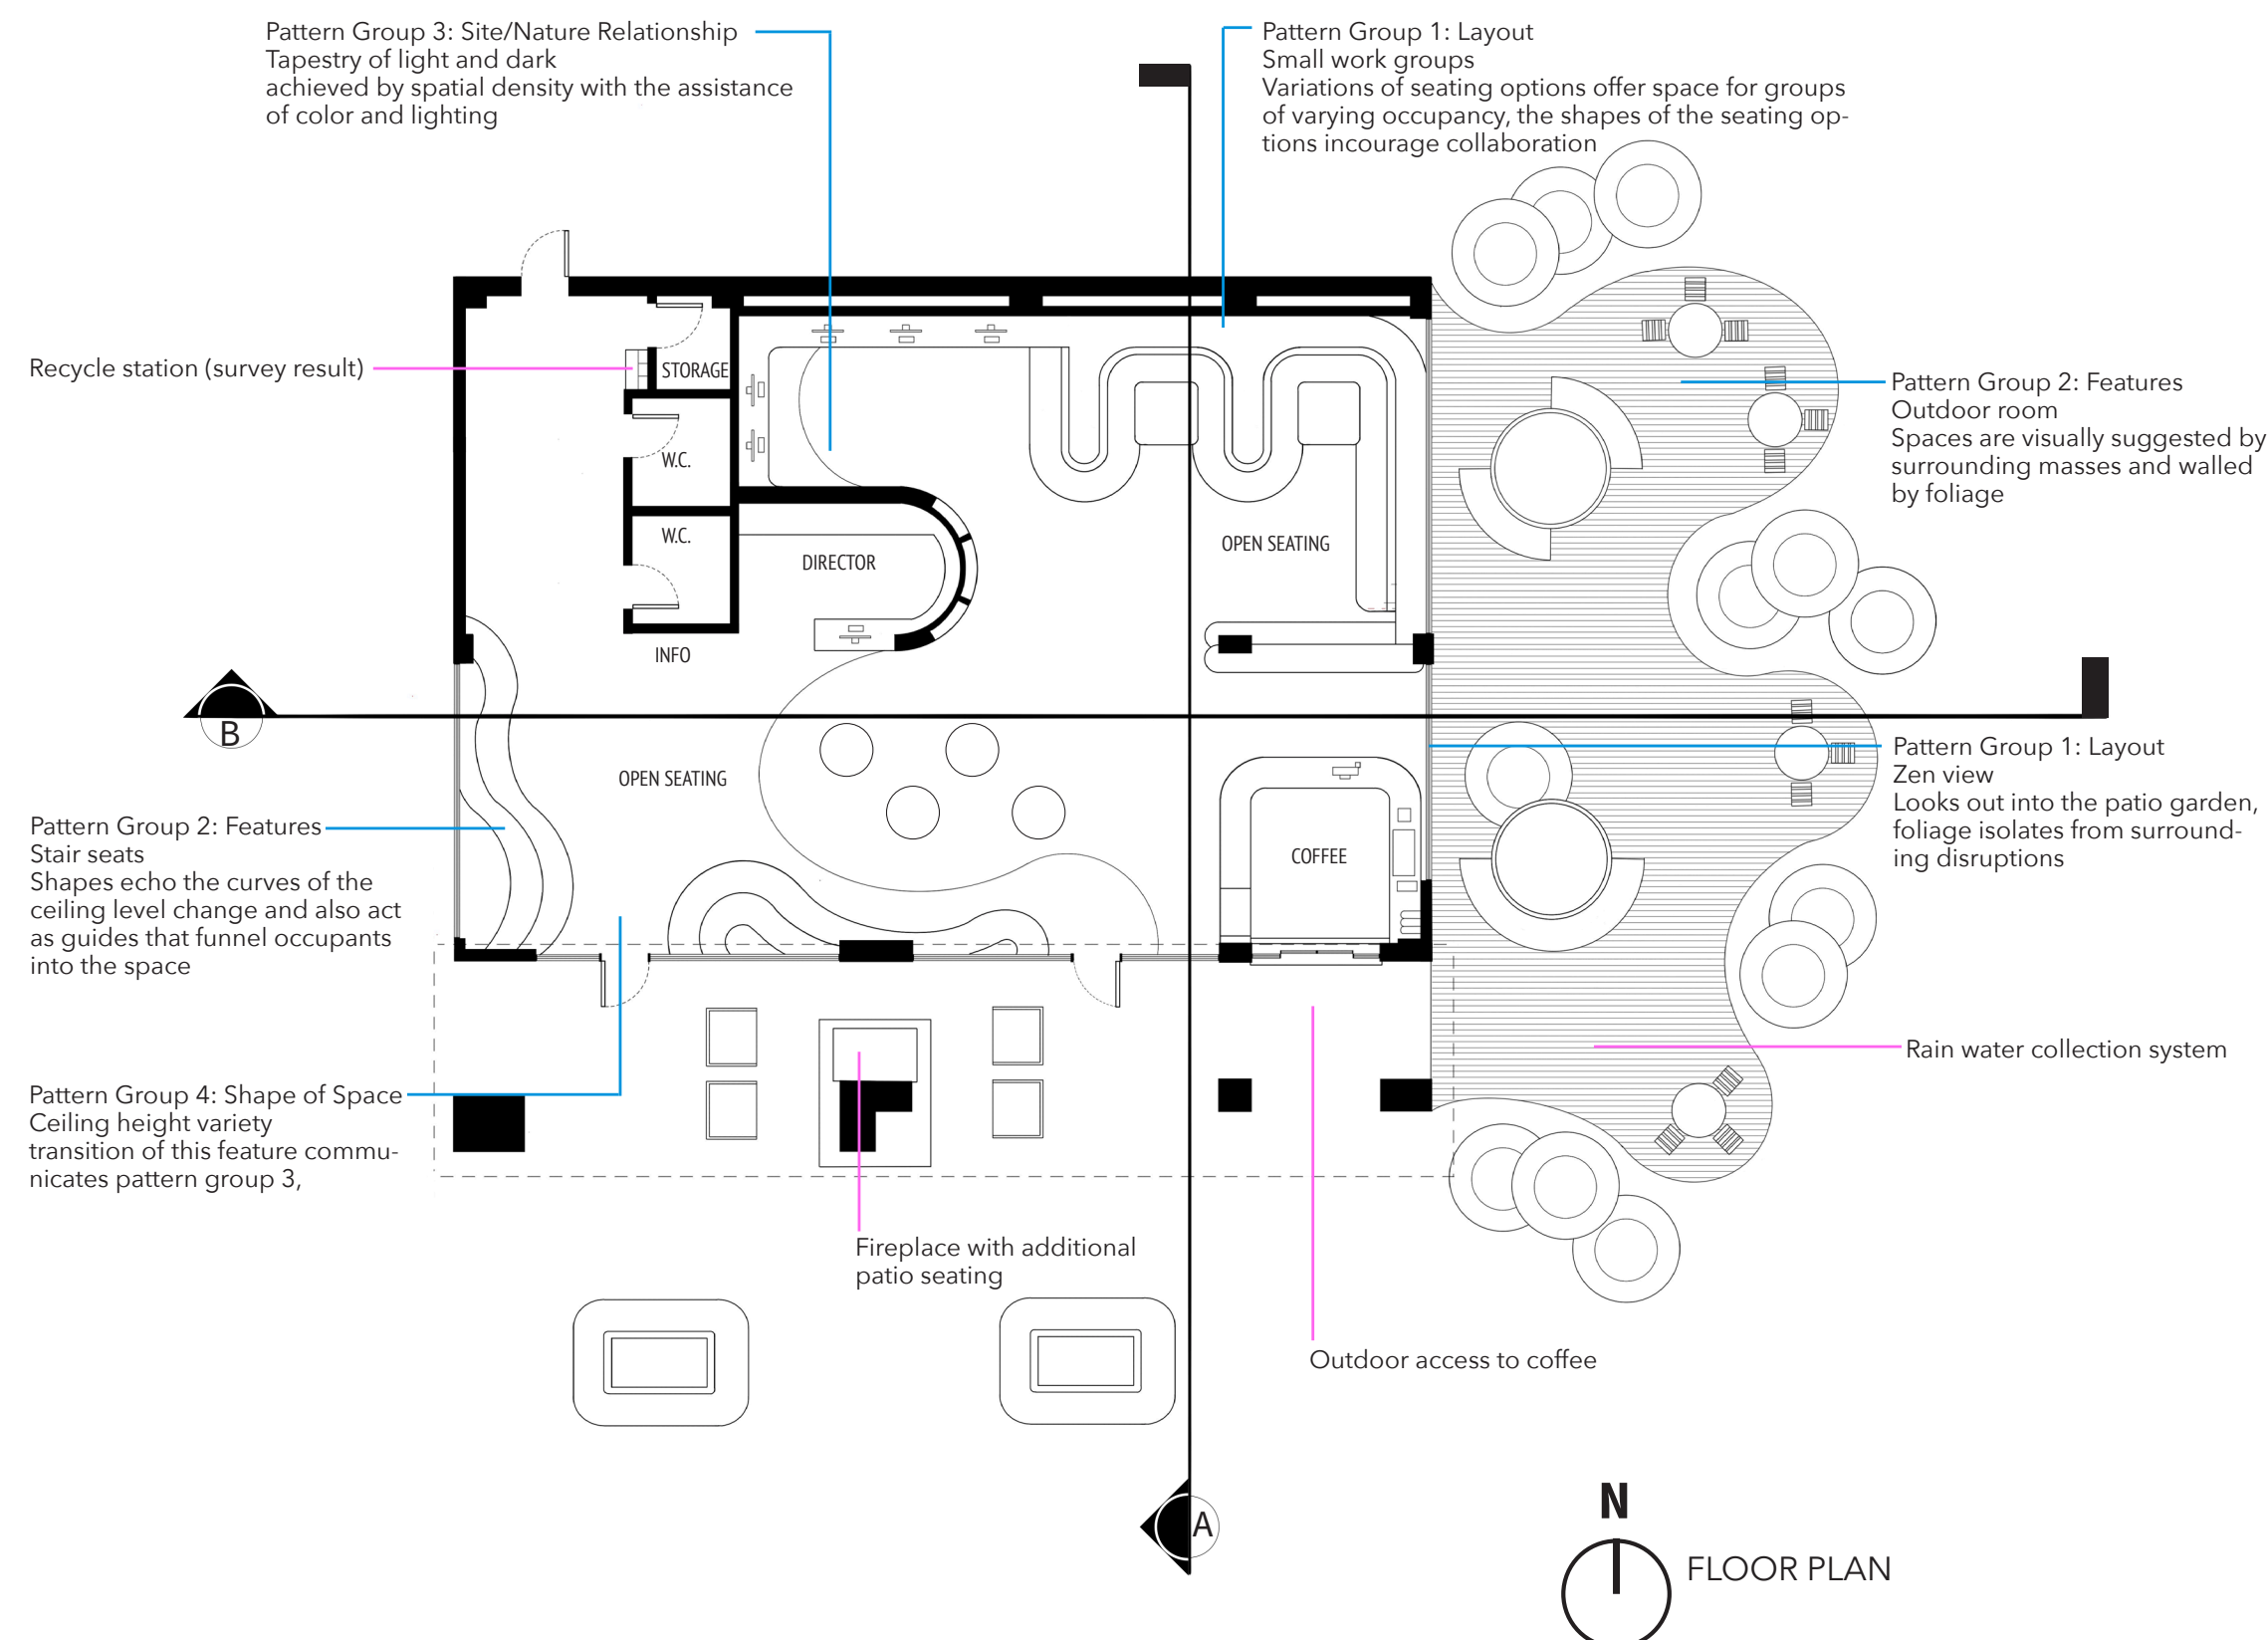 Pattern Group 3: Site/Nature Relationship
Tapestry of light and dark
achieved by spatial density with the assistance
of color and lighting
Pattern Group 1: Layout
Small work groups
Variations of seating options offer space for groups
of varying occupancy, the shapes of the seating op-
tions incourage collaboration
Recycle station (survey result)
STORAGE
W.C.
W.C.
DIRECTOR
INFO
OPEN SEATING
Pattern Group 2: Features
Outdoor room
Spaces are visually suggested by
surrounding masses and walled
by foliage
B
OPEN SEATING
COFFEE
Pattern Group 1: Layout
Zen view
Looks out into the patio garden,
foliage isolates from surround-
ing disruptions
Pattern Group 2: Features
Stair seats
Shapes echo the curves of the
ceiling level change and also act
as guides that funnel occupants
into the space
Rain water collection system
Pattern Group 4: Shape of Space
Ceiling height variety
transition of this feature commu-
nicates pattern group 3,
Fireplace with additional
patio seating
Outdoor access to coffee
A
N
FLOOR PLAN